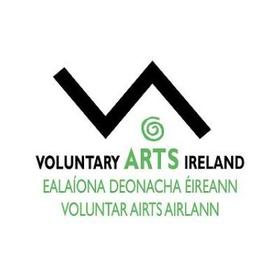 VOLUNTARY ARTS IRELAND
EALAÍONA DEONACHA ÉIREANN
VOLUNTAR AIRTS AIRLANN